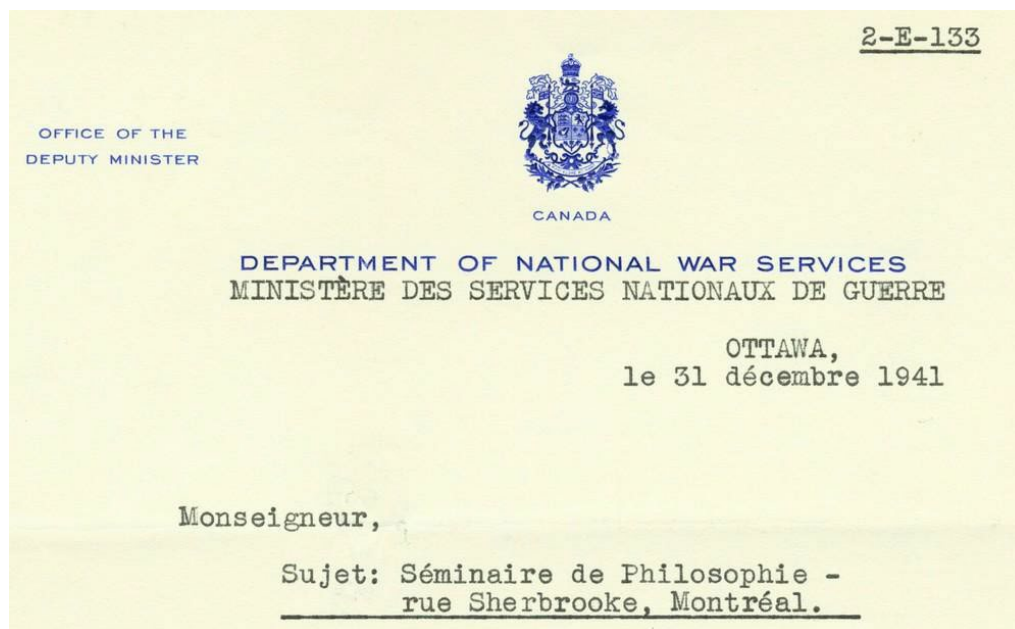 2-E-133
OFFICE OF THE
DEPUTY MINISTER
CANADA
DEPARTMENT OF NATIONAL WAR SERVICES
MINISTÈRE DES SERVICES NATIONAUX DE GUERRE
OTTAWA,
le 31 décembre 1941
Monseigneur,
Sujet: Séminaire de Philosophie -
rue Sherbrooke, Montréal.